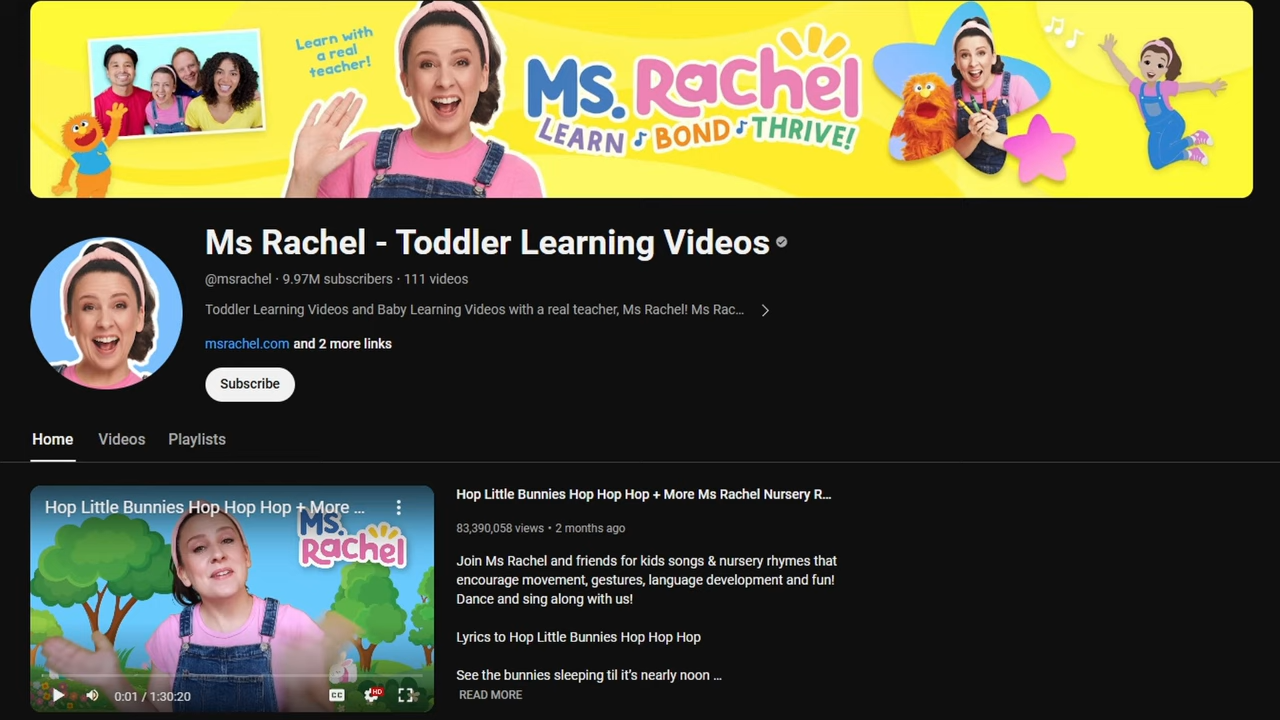 Learn with
a real
teacher!
Ms. Rachel
LEARN BOND THRIVE!
Ms Rachel - Toddler Learning Videos
@msrachel · 9.97M subscribers · 111 videos
Toddler Learning Videos and Baby Learning Videos with a real teacher, Ms Rachel! Ms Rac...
msrachel.com and 2 more links
Subscribe
Home Videos Playlists
Hop Little Bunnies Hop Hop Hop + More ...
Ms.
Rachel
0:01 / 1:30:20
CC HD
Hop Little Bunnies Hop Hop Hop + More Ms Rachel Nursery R...
83,390,058 views • 2 months ago
Join Ms Rachel and friends for kids songs & nursery rhymes that
encourage movement, gestures, language development and fun!
Dance and sing along with us!
Lyrics to Hop Little Bunnies Hop Hop Hop
See the bunnies sleeping til it's nearly noon ...
READ MORE